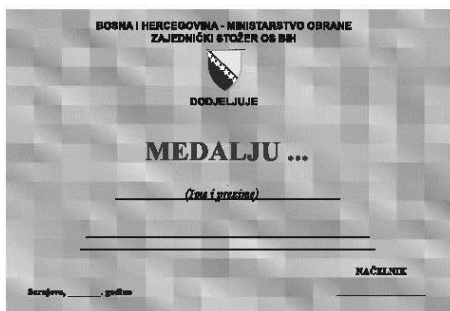 BOSNA I HERCEGOVINA - MINISTARSTVO OBRANE
ZAJEDNIČKI STOŽER OS BIH
DODJELJUJE
MEDALJU ...
(Ime i prezime)
NAČELNIK
Sarajevo, ______. godine